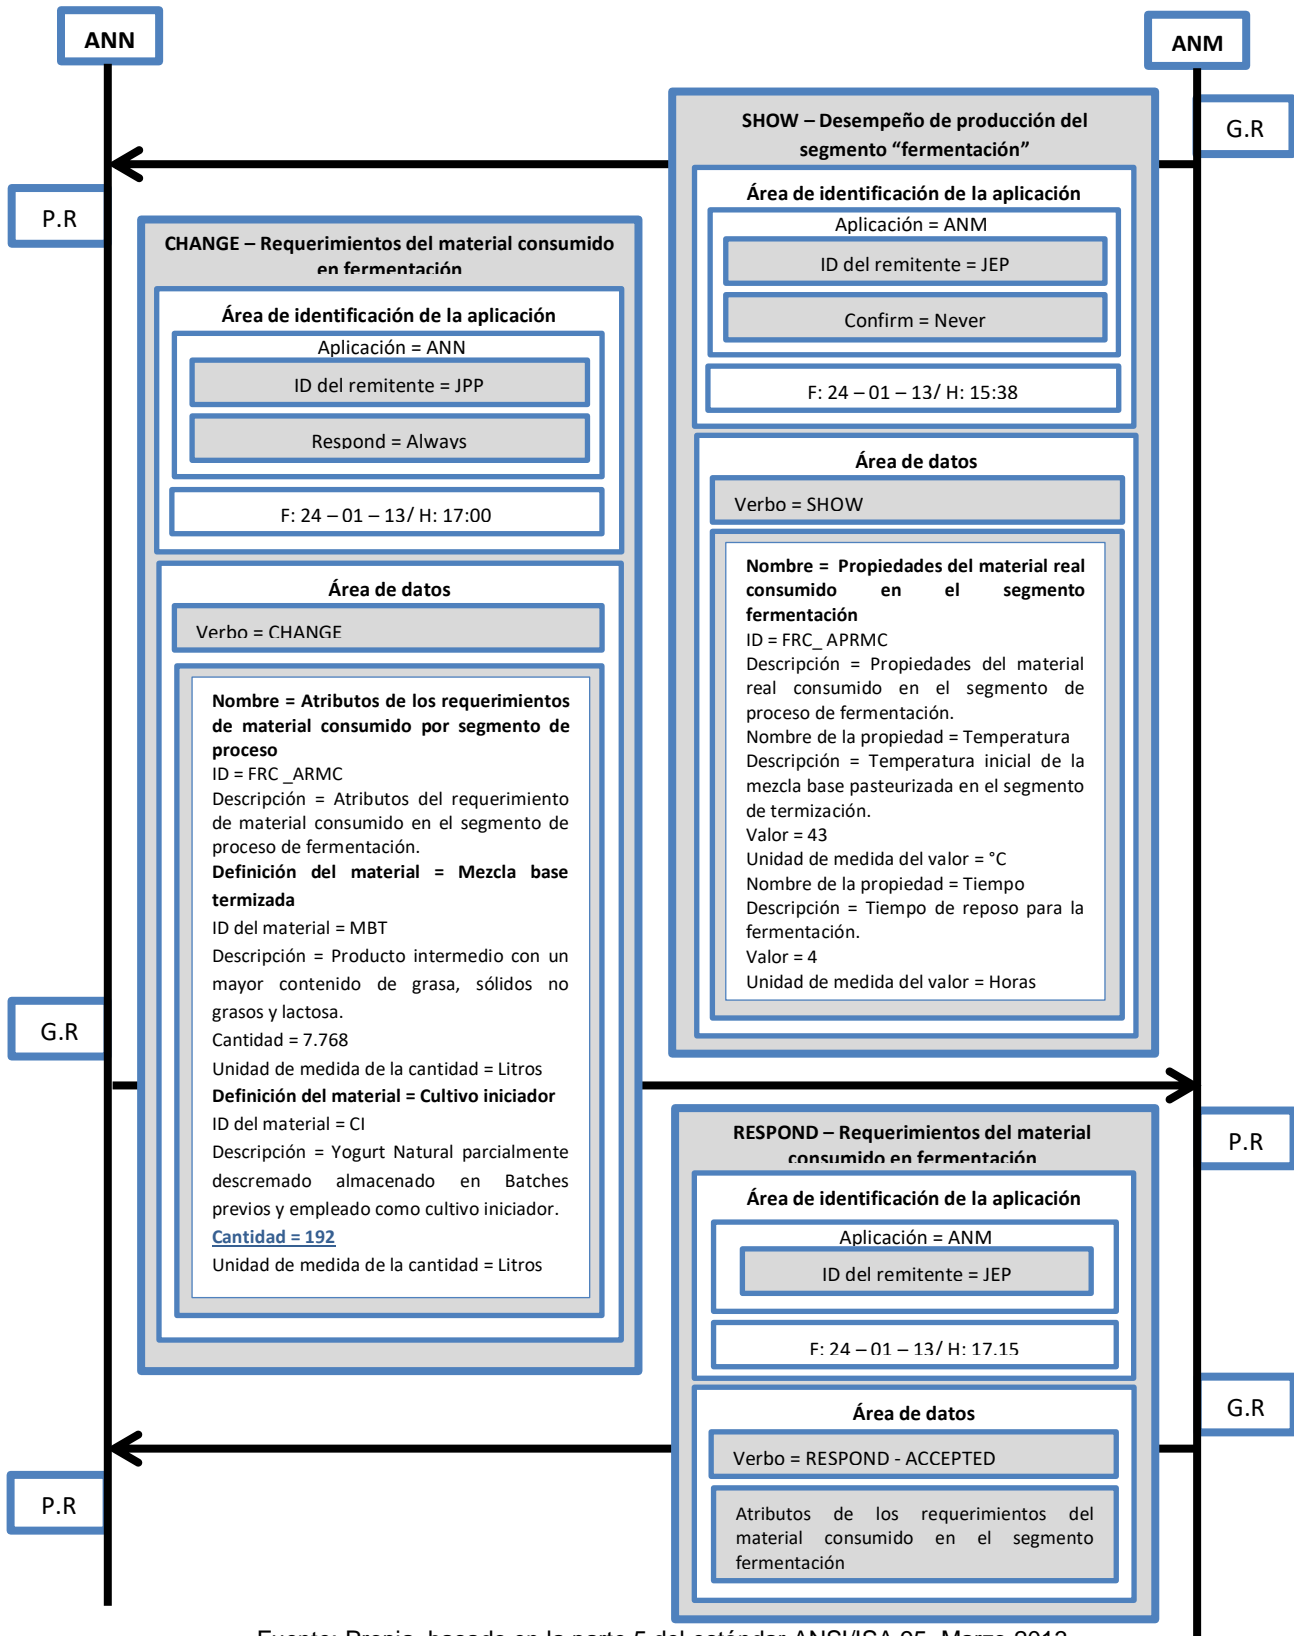 ANN
ANM
G.R
SHOW – Desempeño de producción del
segmento “fermentación”
Área de identificación de la aplicación
Aplicación = ANM
ID del remitente = JEP
Confirm = Never
F: 24 – 01 – 13/ H: 15:38
Área de datos
Verbo = SHOW
Nombre = Propiedades del material real
consumido en el segmento
fermentación
ID = FRC_ APRMC
Descripción = Propiedades del material
real consumido en el segmento de
proceso de fermentación.
Nombre de la propiedad = Temperatura
Descripción = Temperatura inicial de la
mezcla base pasteurizada en el segmento
de termización.
Valor = 43
Unidad de medida del valor = °C
Nombre de la propiedad = Tiempo
Descripción = Tiempo de reposo para la
fermentación.
Valor = 4
Unidad de medida del valor = Horas
P.R
CHANGE – Requerimientos del material consumido
en fermentación
Área de identificación de la aplicación
Aplicación = ANN
ID del remitente = JPP
Respond = Always
F: 24 – 01 – 13/ H: 17:00
Área de datos
Verbo = CHANGE
Nombre = Atributos de los requerimientos
de material consumido por segmento de
proceso
ID = FRC _ARMC
Descripción = Atributos del requerimiento
de material consumido en el segmento de
proceso de fermentación.
Definición del material = Mezcla base
termizada
ID del material = MBT
Descripción = Producto intermedio con un
mayor contenido de grasa, sólidos no
grasos y lactosa.
Cantidad = 7.768
Unidad de medida de la cantidad = Litros
Definición del material = Cultivo iniciador
ID del material = CI
Descripción = Yogurt Natural parcialmente
descremado almacenado en Batches
previos y empleado como cultivo iniciador.
Cantidad = 192
Unidad de medida de la cantidad = Litros
G.R
P.R
RESPOND – Requerimientos del material
consumido en fermentación
Área de identificación de la aplicación
Aplicación = ANM
ID del remitente = JEP
F: 24 – 01 – 13/ H: 17.15
Área de datos
Verbo = RESPOND - ACCEPTED
Atributos de los requerimientos del
material consumido en el segmento
fermentación
G.R
P.R
Fuente: Propia, basado en la parte 5 del estándar ANSI/ISA 95. Marzo 2013